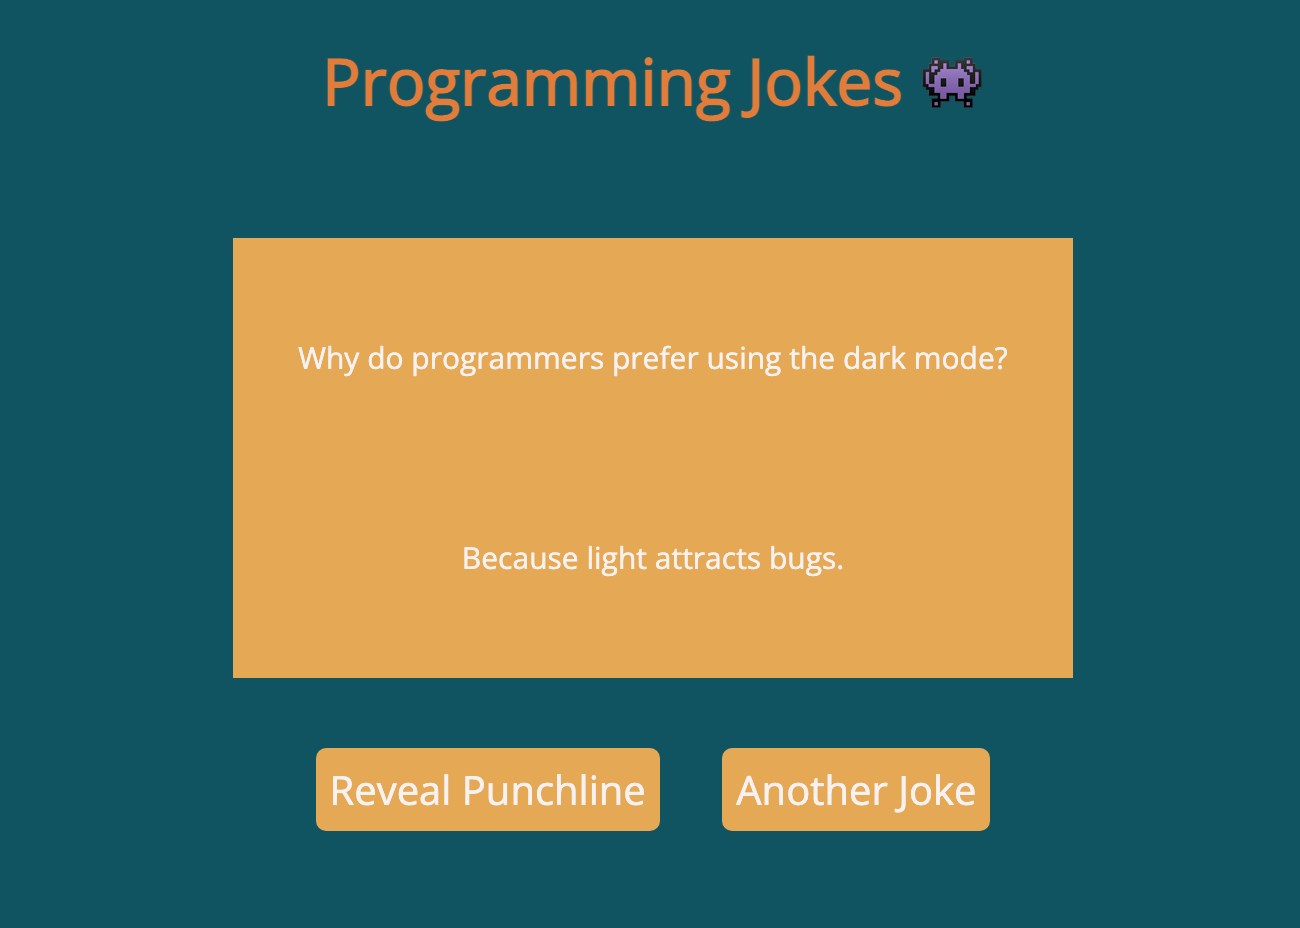 Programming Jokes 👾
Why do programmers prefer using the dark mode?
Because light attracts bugs.
Reveal Punchline
Another Joke